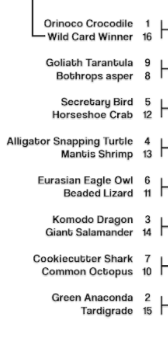 Orinoco Crocodile 1
Wild Card Winner 16
Goliath Tarantula 9
Bothrops asper 8
Secretary Bird 5
Horseshoe Crab 12
Alligator Snapping Turtle 4
Mantis Shrimp 13
Eurasian Eagle Owl 6
Beaded Lizard 11
Komodo Dragon 3
Giant Salamander 14
Cookiecutter Shark 7
Common Octopus 10
Green Anaconda 2
Tardigrade 15